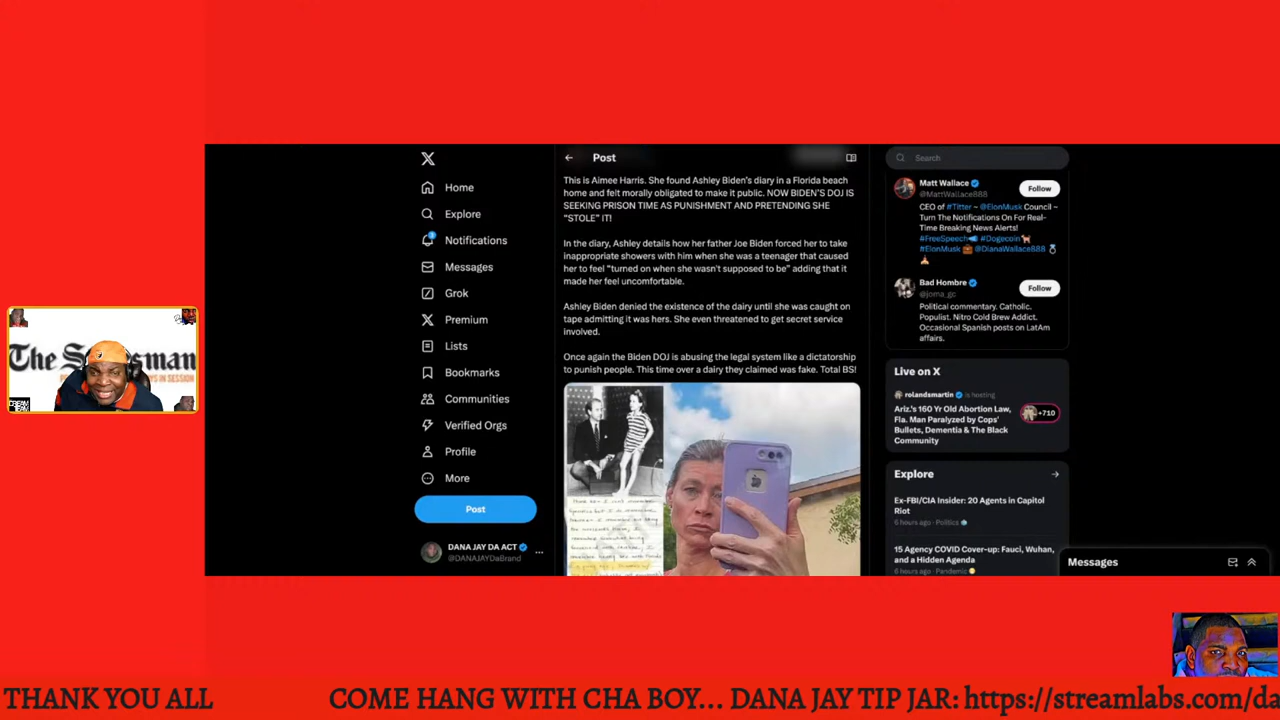 Post
This is Aimee Harris. She found Ashley Biden's diary in a Florida beach
home and felt morally obligated to make it public. NOW BIDEN'S DOJ IS
SEEKING PRISON TIME AS PUNISHMENT AND PRETENDING SHE
"STOLE" IT!
In the diary, Ashley details how her father Joe Biden forced her to take
inappropriate showers with him when she was a teenager that caused
her to feel "turned on when she wasn't supposed to be" adding that it
made her feel uncomfortable.
Ashley Biden denied the existence of the dairy until she was caught on
tape admitting it was hers. She even threatened to get secret service
involved.
Once again the Biden DOJ is abusing the legal system like a dictatorship
to punish people. This time over a dairy they claimed was fake. Total BS!
Home
Explore
Notifications
Messages
Grok
Premium
Lists
Bookmarks
Communities
Verified Orgs
Profile
More
Post
DANA JAY DA ACT
@DANAJAYDaBrand
Search
Matt Wallace
@MattWallace888
Follow
CEO of #Titter ~ @ElonMusk Council ~
Turn The Notifications On For Real-
Time Breaking News Alerts!
#FreeSpeech #Dogecoin
#ElonMusk @DianaWallace888
Bad Hombre
@joma_gc
Follow
Political commentary. Catholic.
Populist. Nitro Cold Brew Addict.
Occasional Spanish posts on LatAm
affairs.
Live on X
rolandsmartin is hosting
Ariz.'s 160 Yr Old Abortion Law,
Fla. Man Paralyzed by Cops'
Bullets, Dementia & The Black
Community
+710
Explore
Ex-FBI/CIA Insider: 20 Agents in Capitol
Riot
6 hours ago · Politics
15 Agency COVID Cover-up: Fauci, Wuhan,
and a Hidden Agenda
6 hours ago · Pandemic
Messages
The
IN SESSION
THANK YOU ALL
COME HANG WITH CHA BOY... DANA JAY TIP JAR: https://streamlabs.com/da